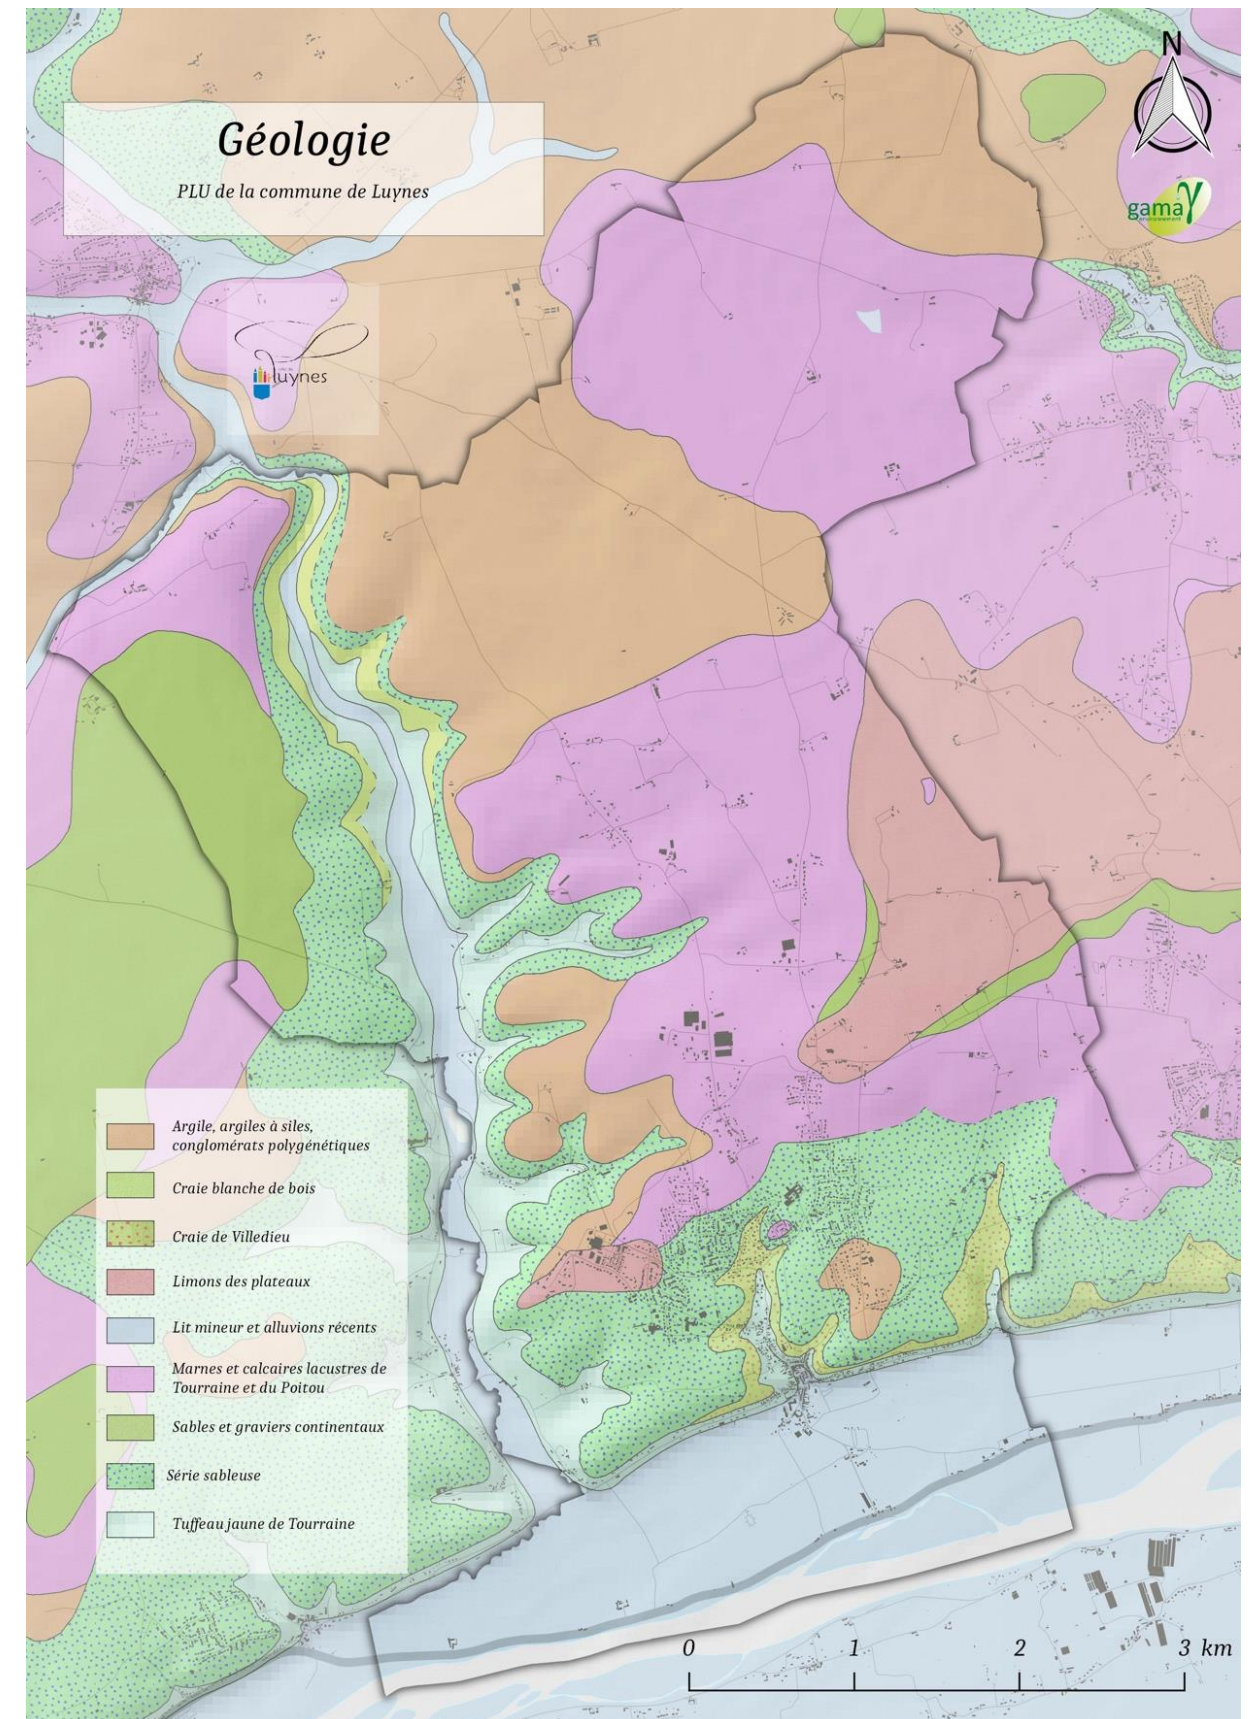 Géologie
PLU de la commune de Luynes
N
gama
environnement
luynes
Argile, argiles à siles,
conglomérats polygénétiques
Craie blanche de bois
Craie de Villedieu
Limons des plateaux
Lit mineur et alluvions récents
Marnes et calcaires lacustres de
Tourraine et du Poitou
Sables et graviers continentaux
Série sableuse
Tuffeau jaune de Tourraine
0 1 2 3 km